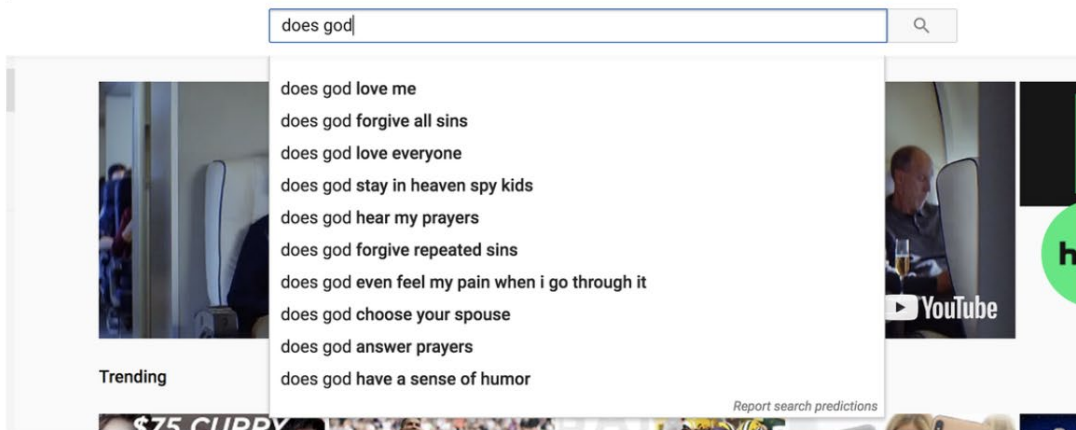 does god
does god love me
does god forgive all sins
does god love everyone
does god stay in heaven spy kids
does god hear my prayers
does god forgive repeated sins
does god even feel my pain when i go through it
does god choose your spouse
does god answer prayers
does god have a sense of humor
Report search predictions
YouTube
h
Trending
$75 CURRY